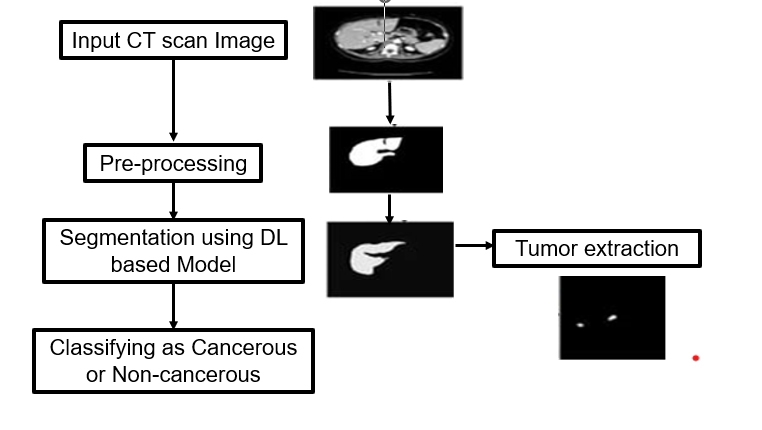 Input CT scan Image
Pre-processing
Segmentation using DL
based Model
Tumor extraction
Classifying as Cancerous
or Non-cancerous